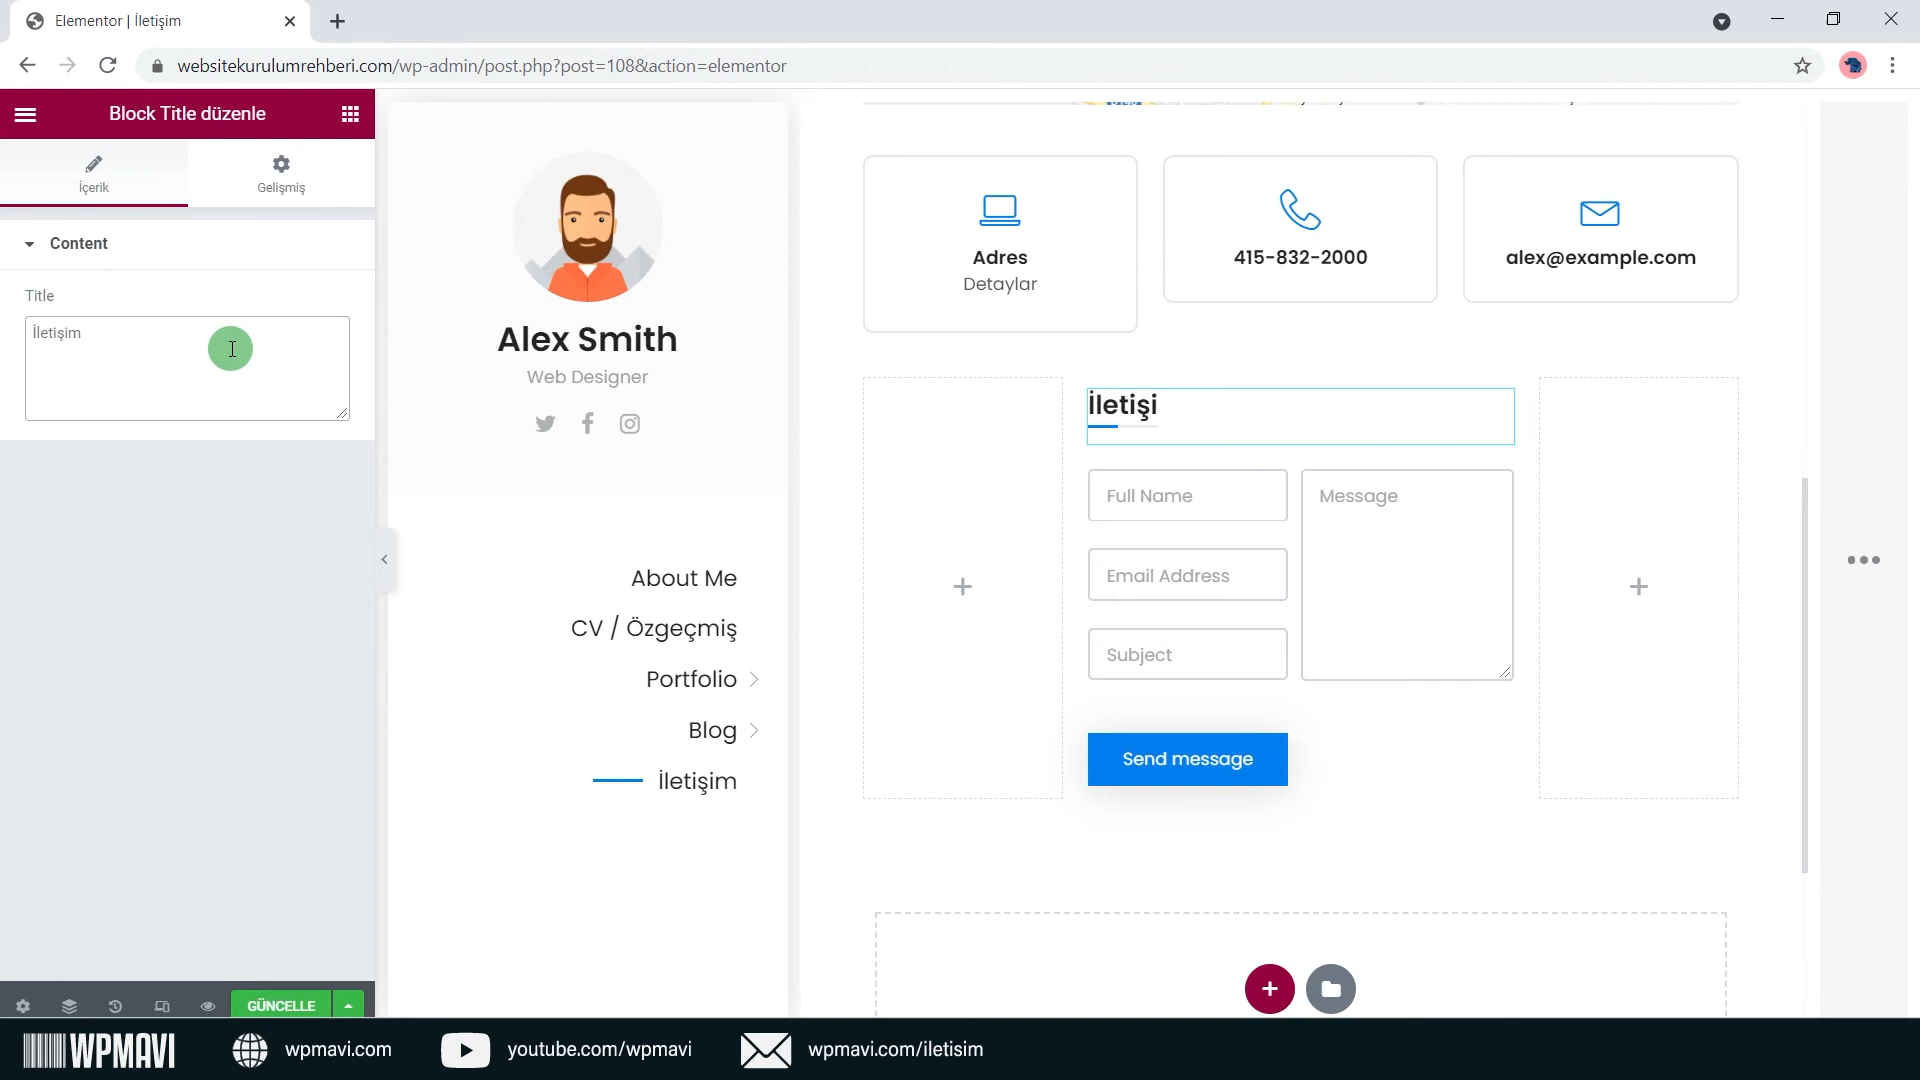 Elementor | İletişim
websitekurulumrehberi.com/wp-admin/post.php?post=108&action=elementor
Block Title düzenle
İçerik
Gelişmiş
Content
Title
İletişim
GÜNCELLE
Alex Smith
Web Designer
About Me
CV / Özgeçmiş
Portfolio
Blog
İletişim
Adres
Detaylar
415-832-2000
alex@example.com
İletişi
Full Name
Message
Email Address
Subject
Send message
WPMAVI
wpmavi.com
youtube.com/wpmavi
wpmavi.com/iletisim